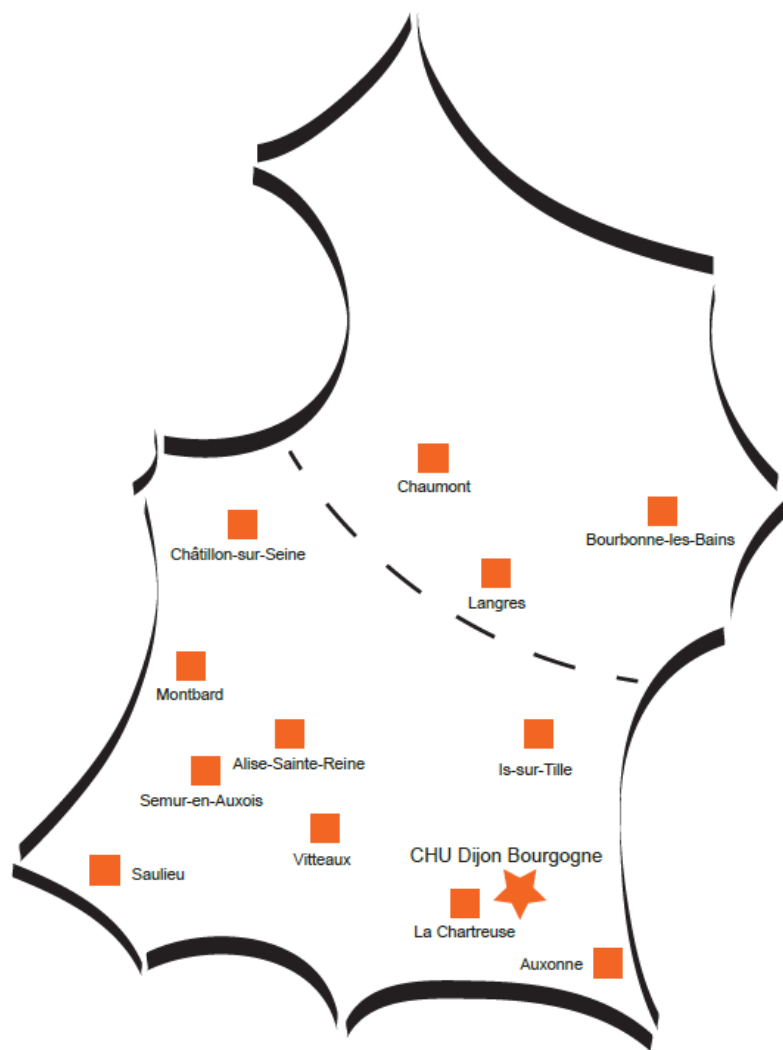 Chaumont
Bourbonne-les-Bains
Châtillon-sur-Seine
Langres
Montbard
Alise-Sainte-Reine
Is-sur-Tille
Semur-en-Auxois
Vitteaux
CHU Dijon Bourgogne
Saulieu
La Chartreuse
Auxonne